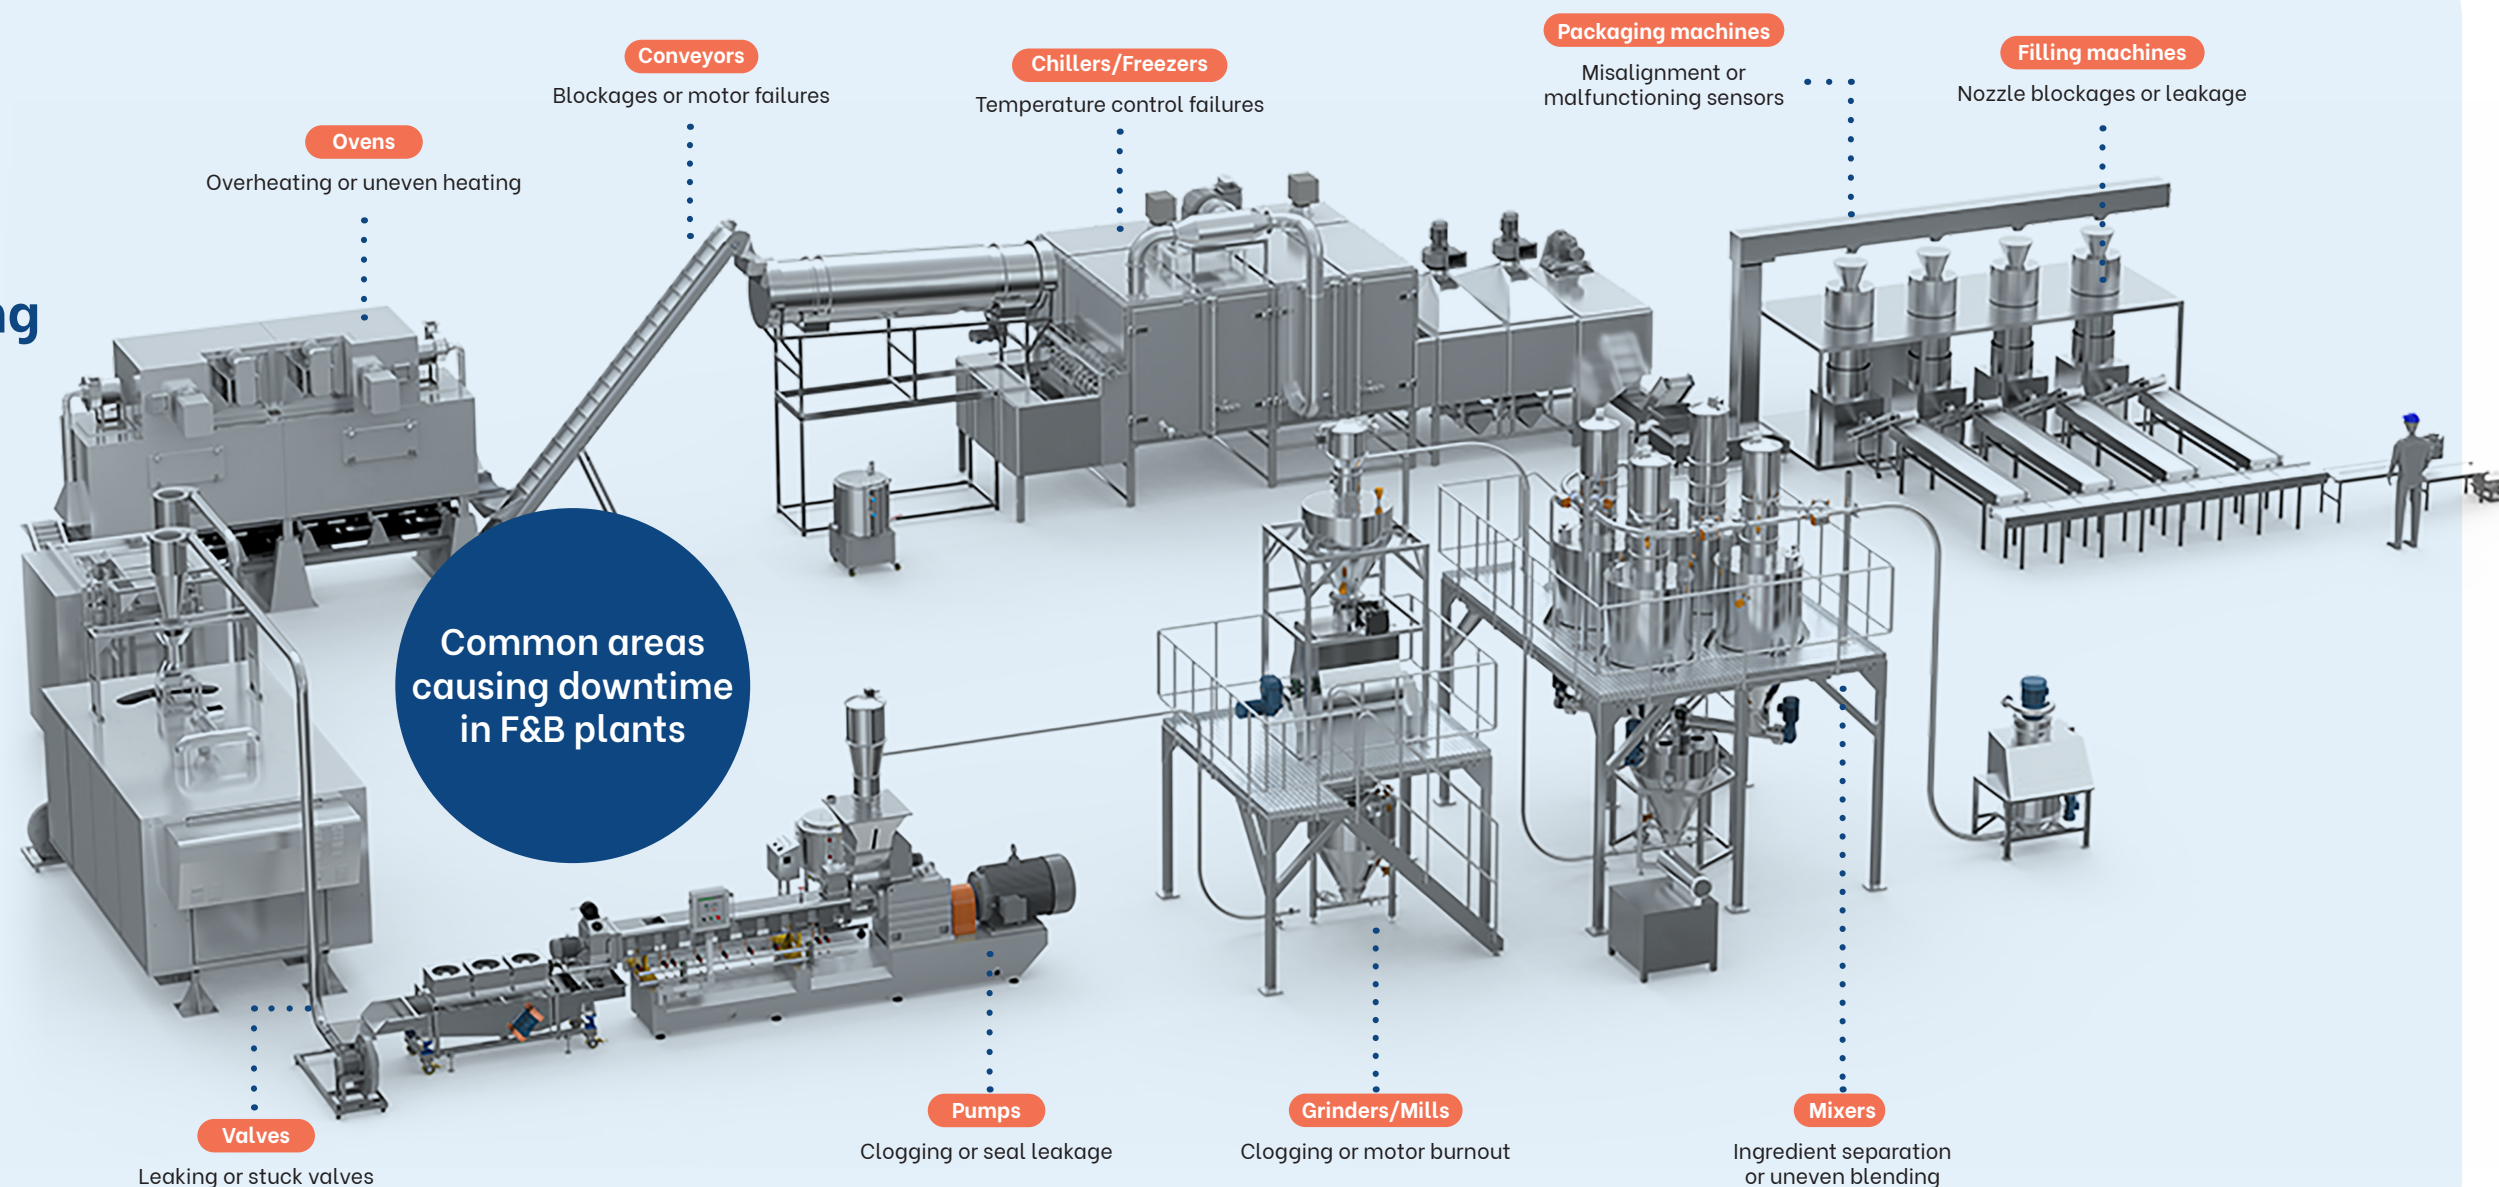 Packaging machines
Misalignment or
malfunctioning sensors
Filling machines
Nozzle blockages or leakage
Conveyors
Blockages or motor failures
Chillers/Freezers
Temperature control failures
Ovens
Overheating or uneven heating
Common areas
causing downtime
in F&B plants
Valves
Leaking or stuck valves
Pumps
Clogging or seal leakage
Grinders/Mills
Clogging or motor burnout
Mixers
Ingredient separation
or uneven blending